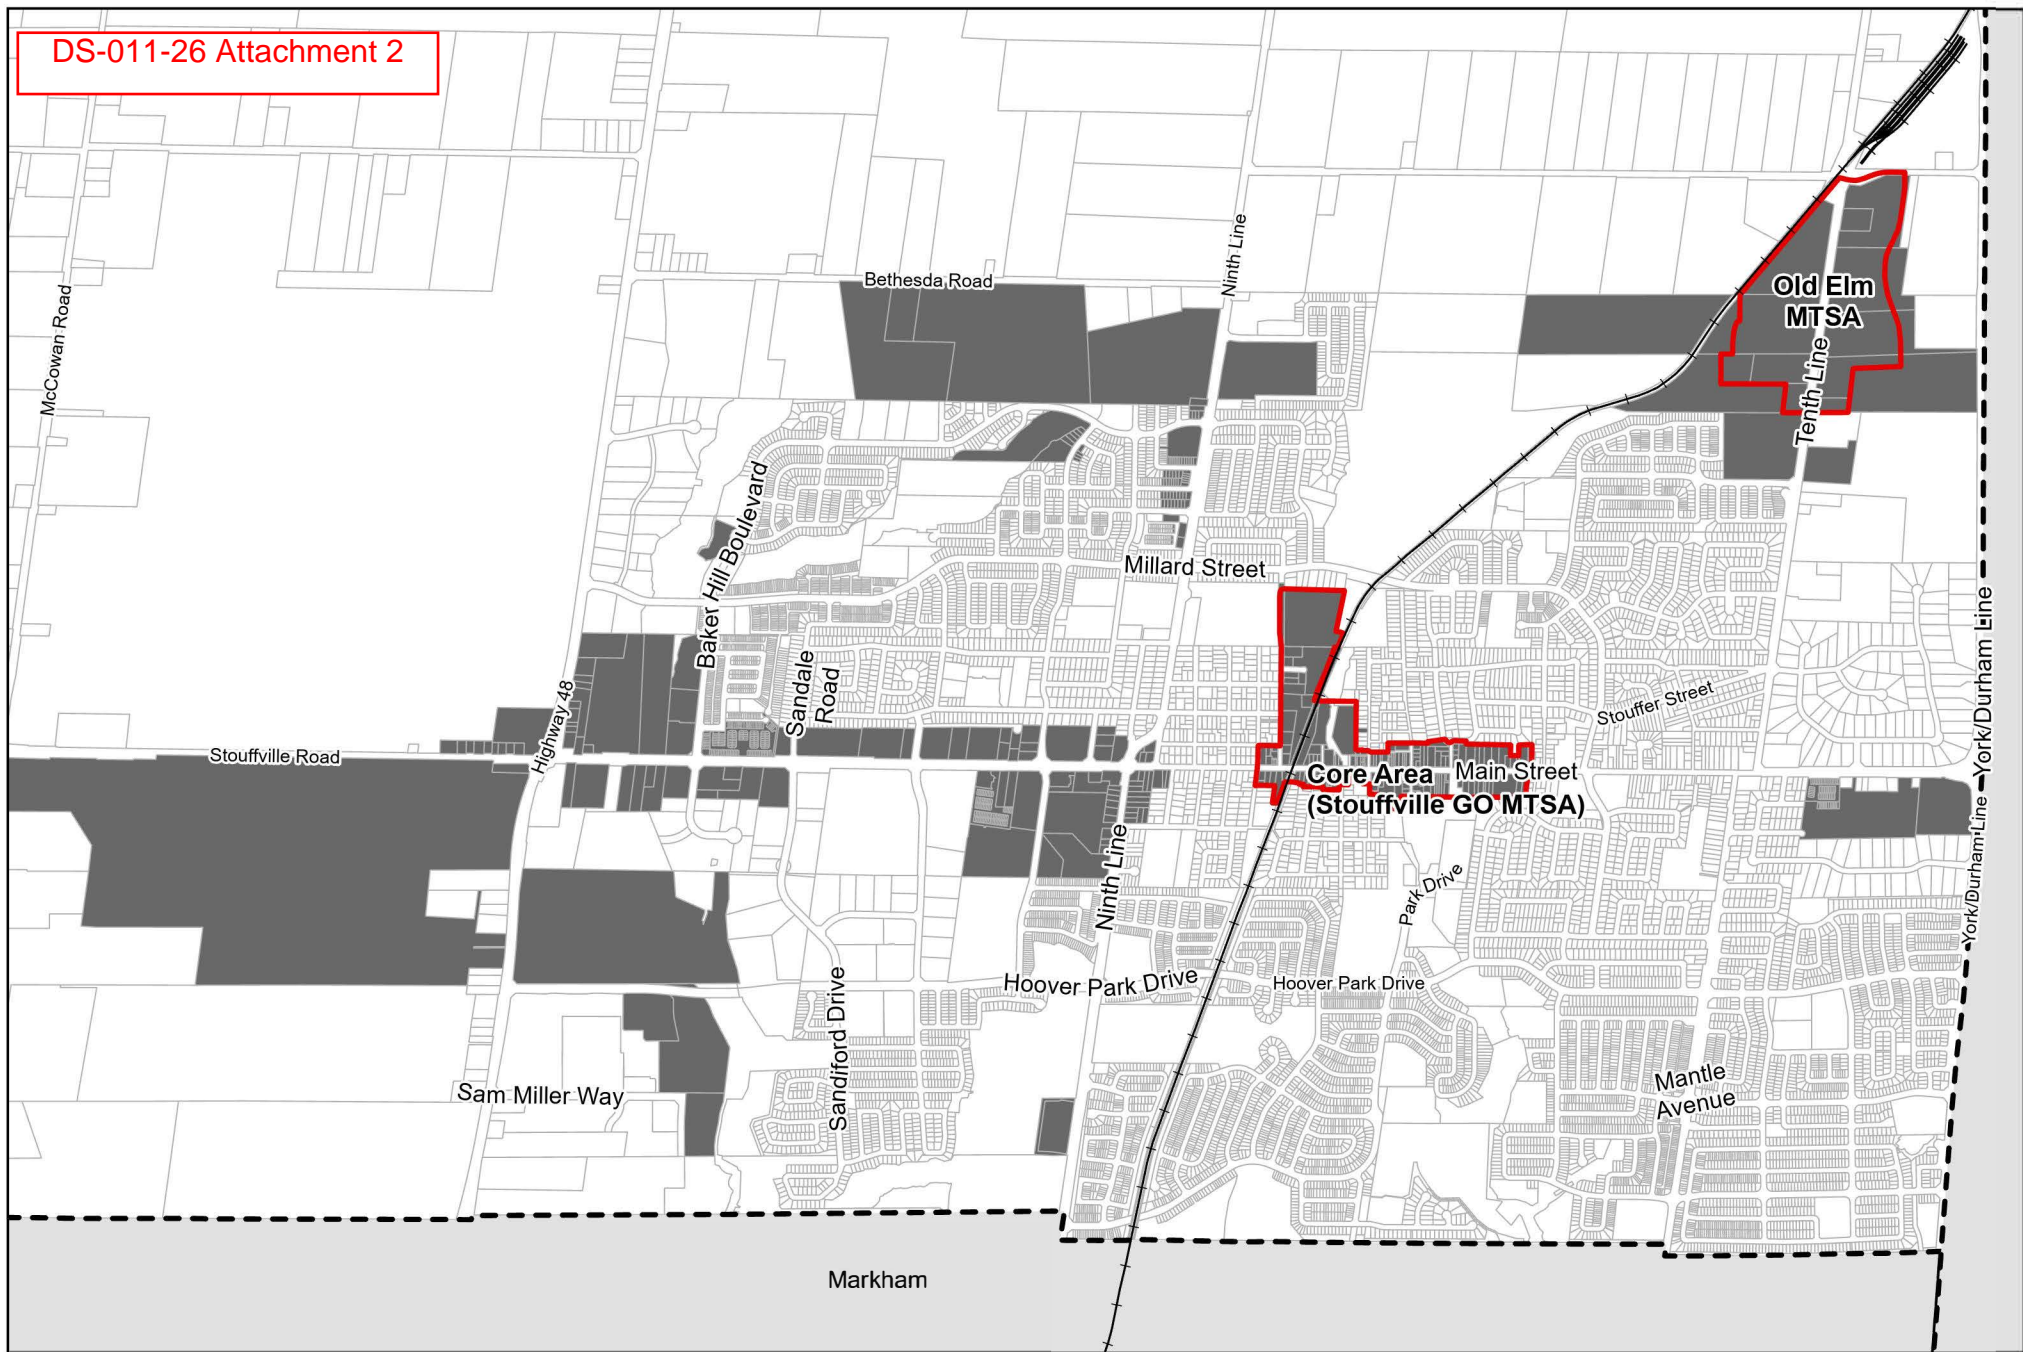 DS-011-26 Attachment 2
Bethesda Road
Ninth Line
McCowan Road
Old Elm
MTSA
Tenth Line
Baker Hill Boulevard
Millard Street
York/Durham Line
Sandale
Road
Highway 48
Stouffer Street
Stouffville Road
Core Area
(Stouffville GO MTSA)
Main Street
York/Durham Line
Ninth Line
Park Drive
Hoover Park Drive
Hoover Park Drive
Sandiford Drive
Sam Miller Way
Mantle
Avenue
Markham